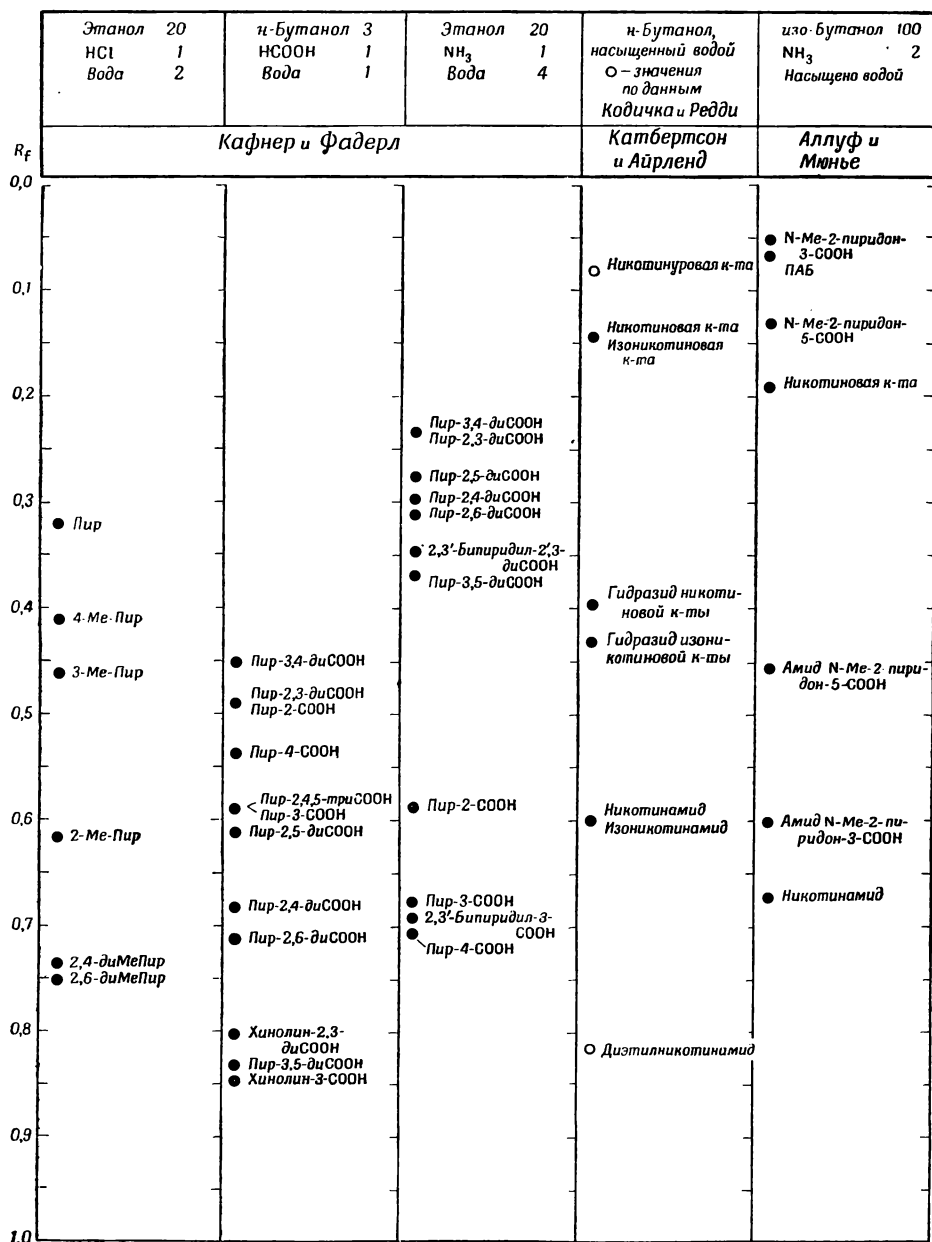 Этанол 20
HCl 1
Вода 2
н-Бутанол 3
HCOOH 1
Вода 1
Этанол 20
NH₃ 1
Вода 4
н-Бутанол,
насыщенный водой
О – значения
по данным
Кодичка и Редди
изо-Бутанол 100
NH₃ 2
Насыщено водой
Кафнер и Фадерл
Катбертсон
и Айрленд
Аллуф и
Мюнье
Rf
0,0
0,1
0,2
0,3
0,4
0,5
0,6
0,7
0,8
0,9
1,0
Пир
4-Ме-Пир
3-Ме-Пир
2-Ме-Пир
2,4-диМеПир
2,6-диМеПир
Пир-3,4-диCOOH
Пир-2,3-диCOOH
Пир-2-COOH
Пир-4-COOH
Пир-2,4,5-триCOOH
Пир-3-COOH
Пир-2,5-диCOOH
Пир-2,4-диCOOH
Пир-2,6-диCOOH
Хинолин-2,3-
диCOOH
Пир-3,5-диCOOH
Хинолин-3-COOH
Пир-3,4-диCOOH
Пир-2,3-диCOOH
Пир-2,5-диCOOH
Пир-2,4-диCOOH
Пир-2,6-диCOOH
2,3'-Бипиридил-2',3-
диCOOH
Пир-3,5-диCOOH
Пир-2-COOH
Пир-3-COOH
2,3'-Бипиридил-3-
COOH
Пир-4-COOH
Никотинуровая к-та
Никотиновая к-та
Изоникотиновая
к-та
Гидразид никоти-
новой к-ты
Гидразид изони-
котиновой к-ты
Никотинамид
Изоникотинамид
Диэтилникотинамид
N-Ме-2-пиридон-
3-COOH
ПАБ
N-Ме-2-пиридон-
5-COOH
Никотиновая к-та
Амид N-Ме-2-пири-
дон-5-COOH
Амид N-Ме-2-пи-
ридон-3-COOH
Никотинамид